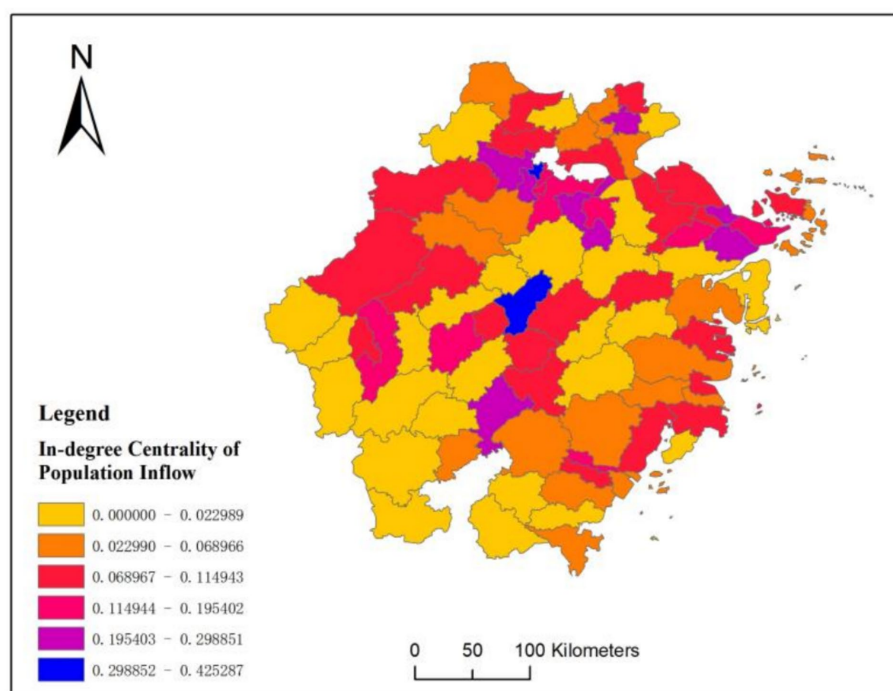 N
Legend
In-degree Centrality of
Population Inflow
0.000000 - 0.022989
0.022990 - 0.068966
0.068967 - 0.114943
0.114944 - 0.195402
0.195403 - 0.298851
0.298852 - 0.425287
0 50 100 Kilometers